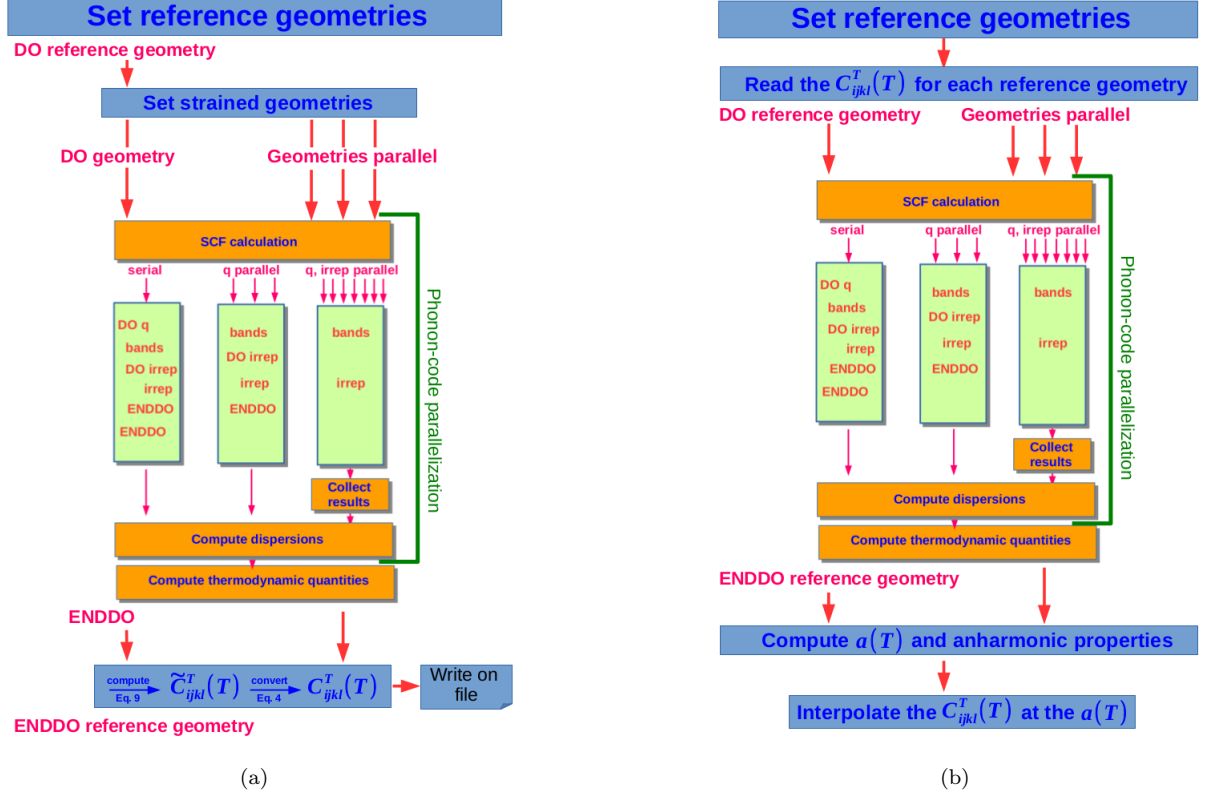 Set reference geometries
DO reference geometry
Set strained geometries
DO geometry
Geometries parallel
SCF calculation
serial
q parallel
q, irrep parallel
DO q
bands
DO irrep
irrep
ENDDO
ENDDO
bands
DO irrep
irrep
ENDDO
bands
irrep
Collect
results
Compute dispersions
Compute thermodynamic quantities
Phonon-code parallelization
ENDDO
compute
Eq. 9
C̃ᵀᵢⱼₖₗ(T)
convert
Eq. 4
Cᵀᵢⱼₖₗ(T)
Write on
file
ENDDO reference geometry
(a)
Set reference geometries
Read the Cᵀᵢⱼₖₗ(T) for each reference geometry
DO reference geometry
Geometries parallel
SCF calculation
serial
q parallel
q, irrep parallel
DO q
bands
DO irrep
irrep
ENDDO
ENDDO
bands
DO irrep
irrep
ENDDO
bands
irrep
Collect
results
Compute dispersions
Compute thermodynamic quantities
Phonon-code parallelization
ENDDO reference geometry
Compute a(T) and anharmonic properties
Interpolate the Cᵀᵢⱼₖₗ(T) at the a(T)
(b)